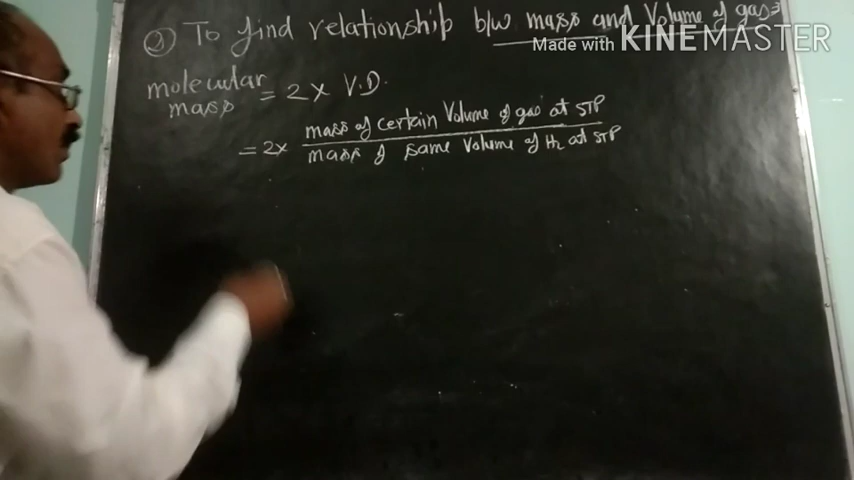 ② To find relationship b/w mass and Volume of gas⇒
Made with KINEMASTER
molecular mass = 2 × V.D.
= 2 × mass of certain Volume of gas at STP
mass of same Volume of H2 at STP